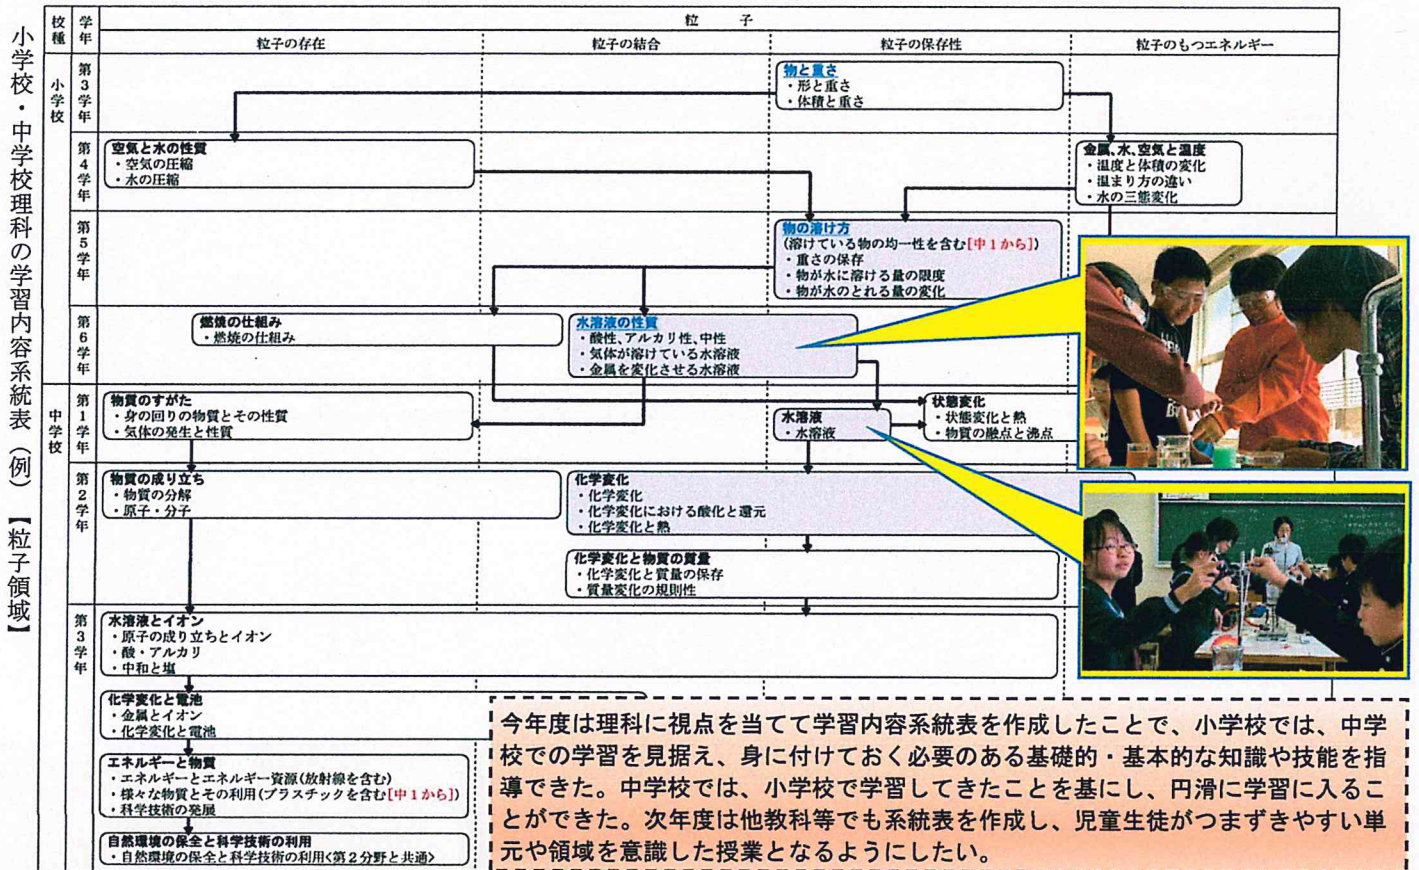 小学校・中学校理科の学習内容系統表(例)【粒子領域】
校種
学年
粒 子
粒子の存在
粒子の結合
粒子の保存性
粒子のもつエネルギー
小学校
第3学年
物と重さ
・形と重さ
・体積と重さ
第4学年
空気と水の性質
・空気の圧縮
・水の圧縮
金属、水、空気と温度
・温度と体積の変化
・温まり方の違い
・水の三態変化
第5学年
物の溶け方
(溶けている物の均一性を含む[中1から])
・重さの保存
・物が水に溶ける量の限度
・物が水のとれる量の変化
第6学年
燃焼の仕組み
・燃焼の仕組み
水溶液の性質
・酸性、アルカリ性、中性
・気体が溶けている水溶液
・金属を変化させる水溶液
中学校
第1学年
物質のすがた
・身の回りの物質とその性質
・気体の発生と性質
水溶液
・水溶液
状態変化
・状態変化と熱
・物質の融点と沸点
第2学年
物質の成り立ち
・物質の分解
・原子・分子
化学変化
・化学変化
・化学変化における酸化と還元
・化学変化と熱
化学変化と物質の質量
・化学変化と質量の保存
・質量変化の規則性
第3学年
水溶液とイオン
・原子の成り立ちとイオン
・酸・アルカリ
・中和と塩
化学変化と電池
・金属とイオン
・化学変化と電池
エネルギーと物質
・エネルギーとエネルギー資源(放射線を含む)
・様々な物質とその利用(プラスチックを含む[中1から])
・科学技術の発展
自然環境の保全と科学技術の利用
・自然環境の保全と科学技術の利用<第2分野と共通>
今年度は理科に視点を当てて学習内容系統表を作成したことで、小学校では、中学
校での学習を見据え、身に付けておく必要のある基礎的・基本的な知識や技能を指
導できた。中学校では、小学校で学習してきたことを基にし、円滑に学習に入るこ
とができた。次年度は他教科等でも系統表を作成し、児童生徒がつまずきやすい単
元や領域を意識した授業となるようにしたい。